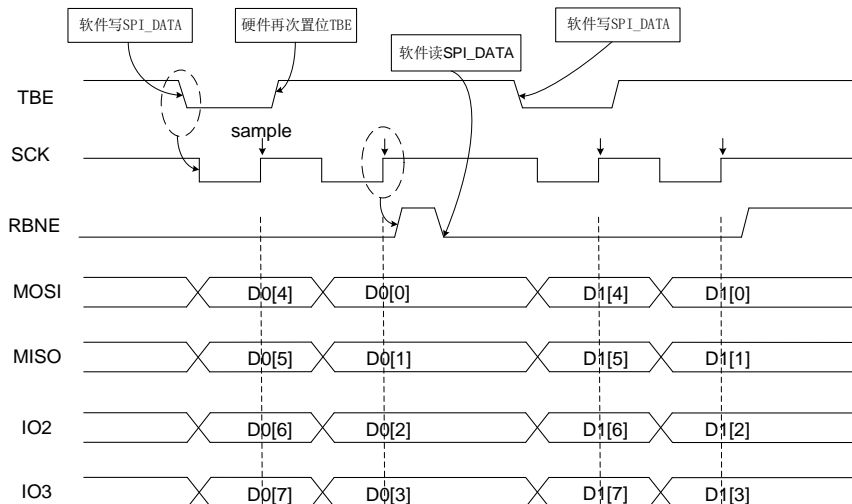 软件写SPI_DATA
硬件再次置位TBE
软件读SPI_DATA
软件写SPI_DATA
TBE
sample
SCK
RBNE
MOSI
D0[4]
D0[0]
D1[4]
D1[0]
MISO
D0[5]
D0[1]
D1[5]
D1[1]
IO2
D0[6]
D0[2]
D1[6]
D1[2]
IO3
D0[7]
D0[3]
D1[7]
D1[3]